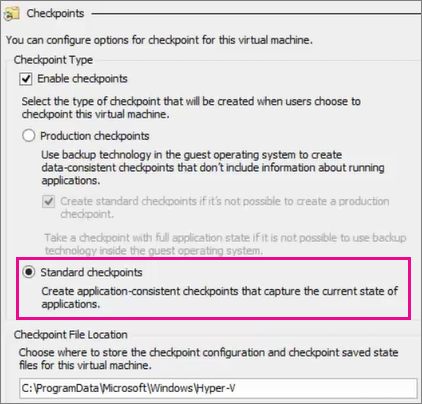 Checkpoints
You can configure options for checkpoint for this virtual machine.
Checkpoint Type
Enable checkpoints
Select the type of checkpoint that will be created when users choose to
checkpoint this virtual machine.
Production checkpoints
Use backup technology in the guest operating system to create
data-consistent checkpoints that don't include information about running
applications.
Create standard checkpoints if it's not possible to create a production
checkpoint.
Take a checkpoint with full application state if it is not possible to use backup
technology inside the guest operating system.
Standard checkpoints
Create application-consistent checkpoints that capture the current state of
applications.
Checkpoint File Location
Choose where to store the checkpoint configuration and checkpoint saved state
files for this virtual machine.
C:\ProgramData\Microsoft\Windows\Hyper-V